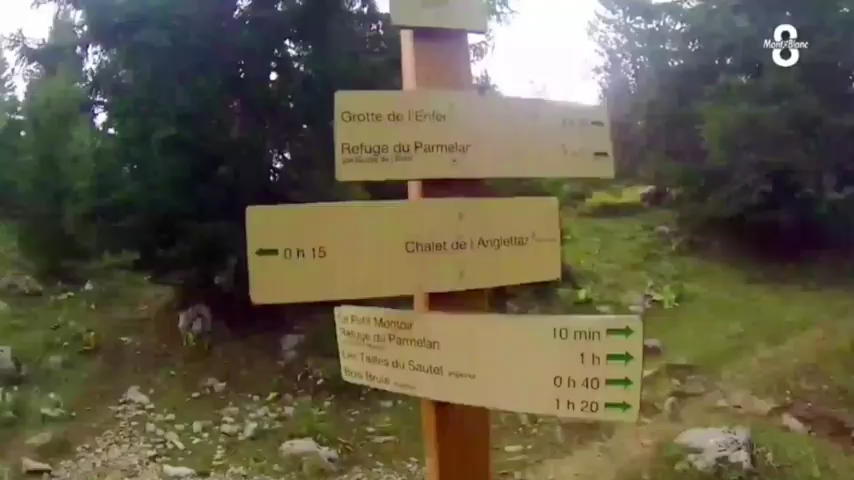 8
Mont Blanc
Grotte de l'Enfer
Refuge du Parmelan
0 h 15 Chalet de l'Anglettaz
Le Petit Montoir 10 min
Refuge du Parmelan 1 h
Les Tailles du Sautet 0 h 40
Bois Brulé 1 h 20